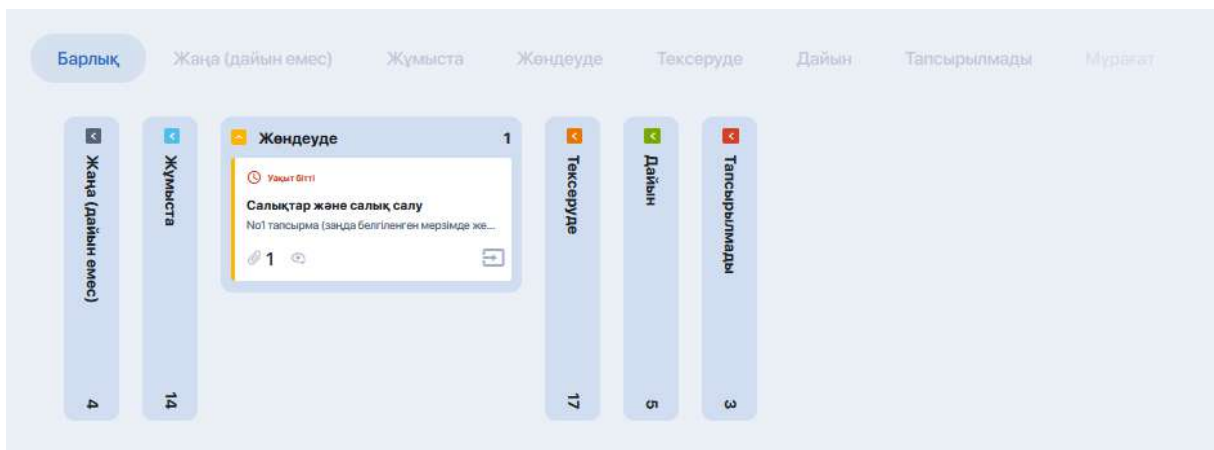 Барлық
Жаңа (дайын емес)
Жұмыста
Жөндеуде
Тексеруде
Дайын
Тапсырылмады
Мұрағат
Жаңа (дайын емес)
4
Жұмыста
14
Жөндеуде
1
Уақыт бітті
Салықтар және салық салу
No1 тапсырма (заңда белгіленген мерзімде же...
1
Тексеруде
17
Дайын
5
Тапсырылмады
3